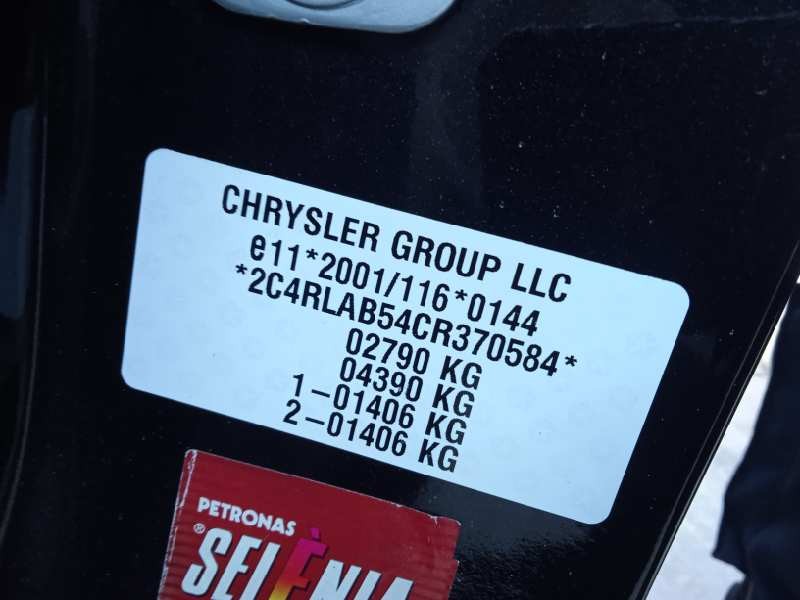 CHRYSLER GROUP LLC
e11*2001/116*0144
*2C4RLAB54CR370584*
02790 KG
04390 KG
1-01406 KG
2-01406 KG
PETRONAS
® SELÈNIA